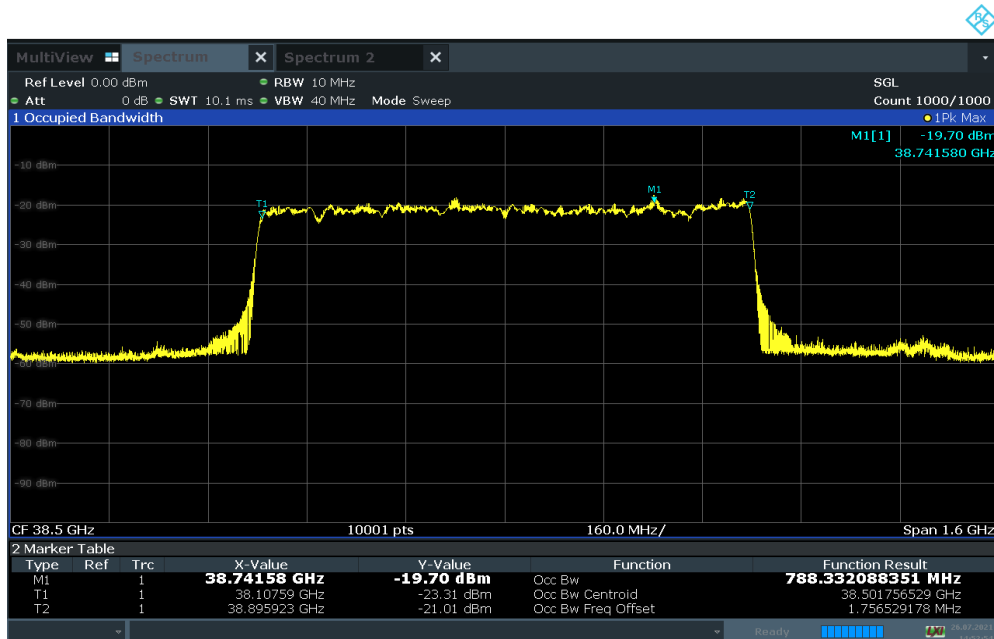 R&S
MultiView Spectrum X Spectrum 2 X
Ref Level 0.00 dBm RBW 10 MHz SGL
Att 0 dB SWT 10.1 ms VBW 40 MHz Mode Sweep Count 1000/1000
1 Occupied Bandwidth 1Pk Max
M1[1] -19.70 dBm
38.741580 GHz
-10 dBm
M1
T1 T2
-20 dBm
-30 dBm
-40 dBm
-50 dBm
-60 dBm
-70 dBm
-80 dBm
-90 dBm
CF 38.5 GHz 10001 pts 160.0 MHz/ Span 1.6 GHz
2 Marker Table
Type Ref Trc X-Value Y-Value Function Function Result
M1 1 38.74158 GHz -19.70 dBm Occ Bw 788.332088351 MHz
T1 1 38.10759 GHz -23.31 dBm Occ Bw Centroid 38.501756529 GHz
T2 1 38.895923 GHz -21.01 dBm Occ Bw Freq Offset 1.756529178 MHz
Ready LXI 26.07.2021